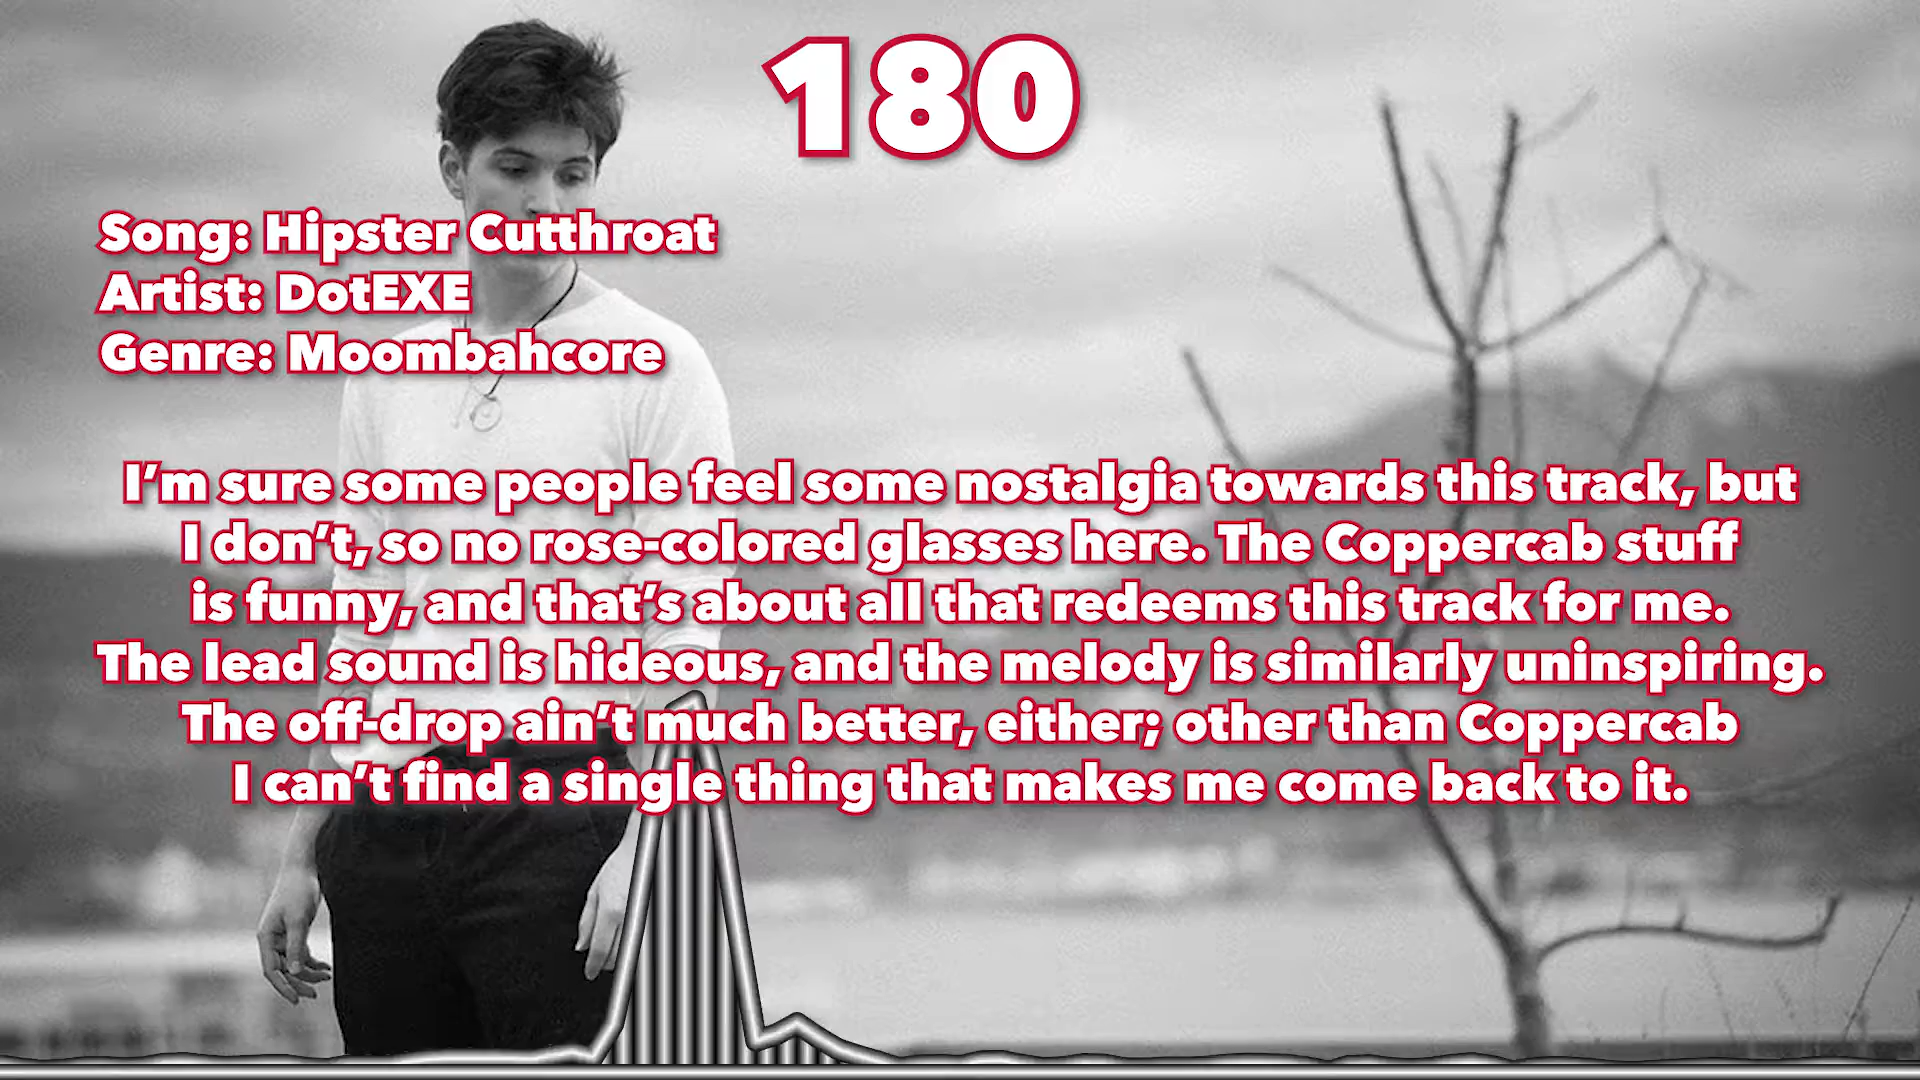 180
Song: Hipster Cutthroat
Artist: DotEXE
Genre: Moombahcore
I’m sure some people feel some nostalgia towards this track, but
I don’t, so no rose-colored glasses here. The Coppercab stuff
is funny, and that’s about all that redeems this track for me.
The lead sound is hideous, and the melody is similarly uninspiring.
The off-drop ain’t much better, either; other than Coppercab
I can’t find a single thing that makes me come back to it.